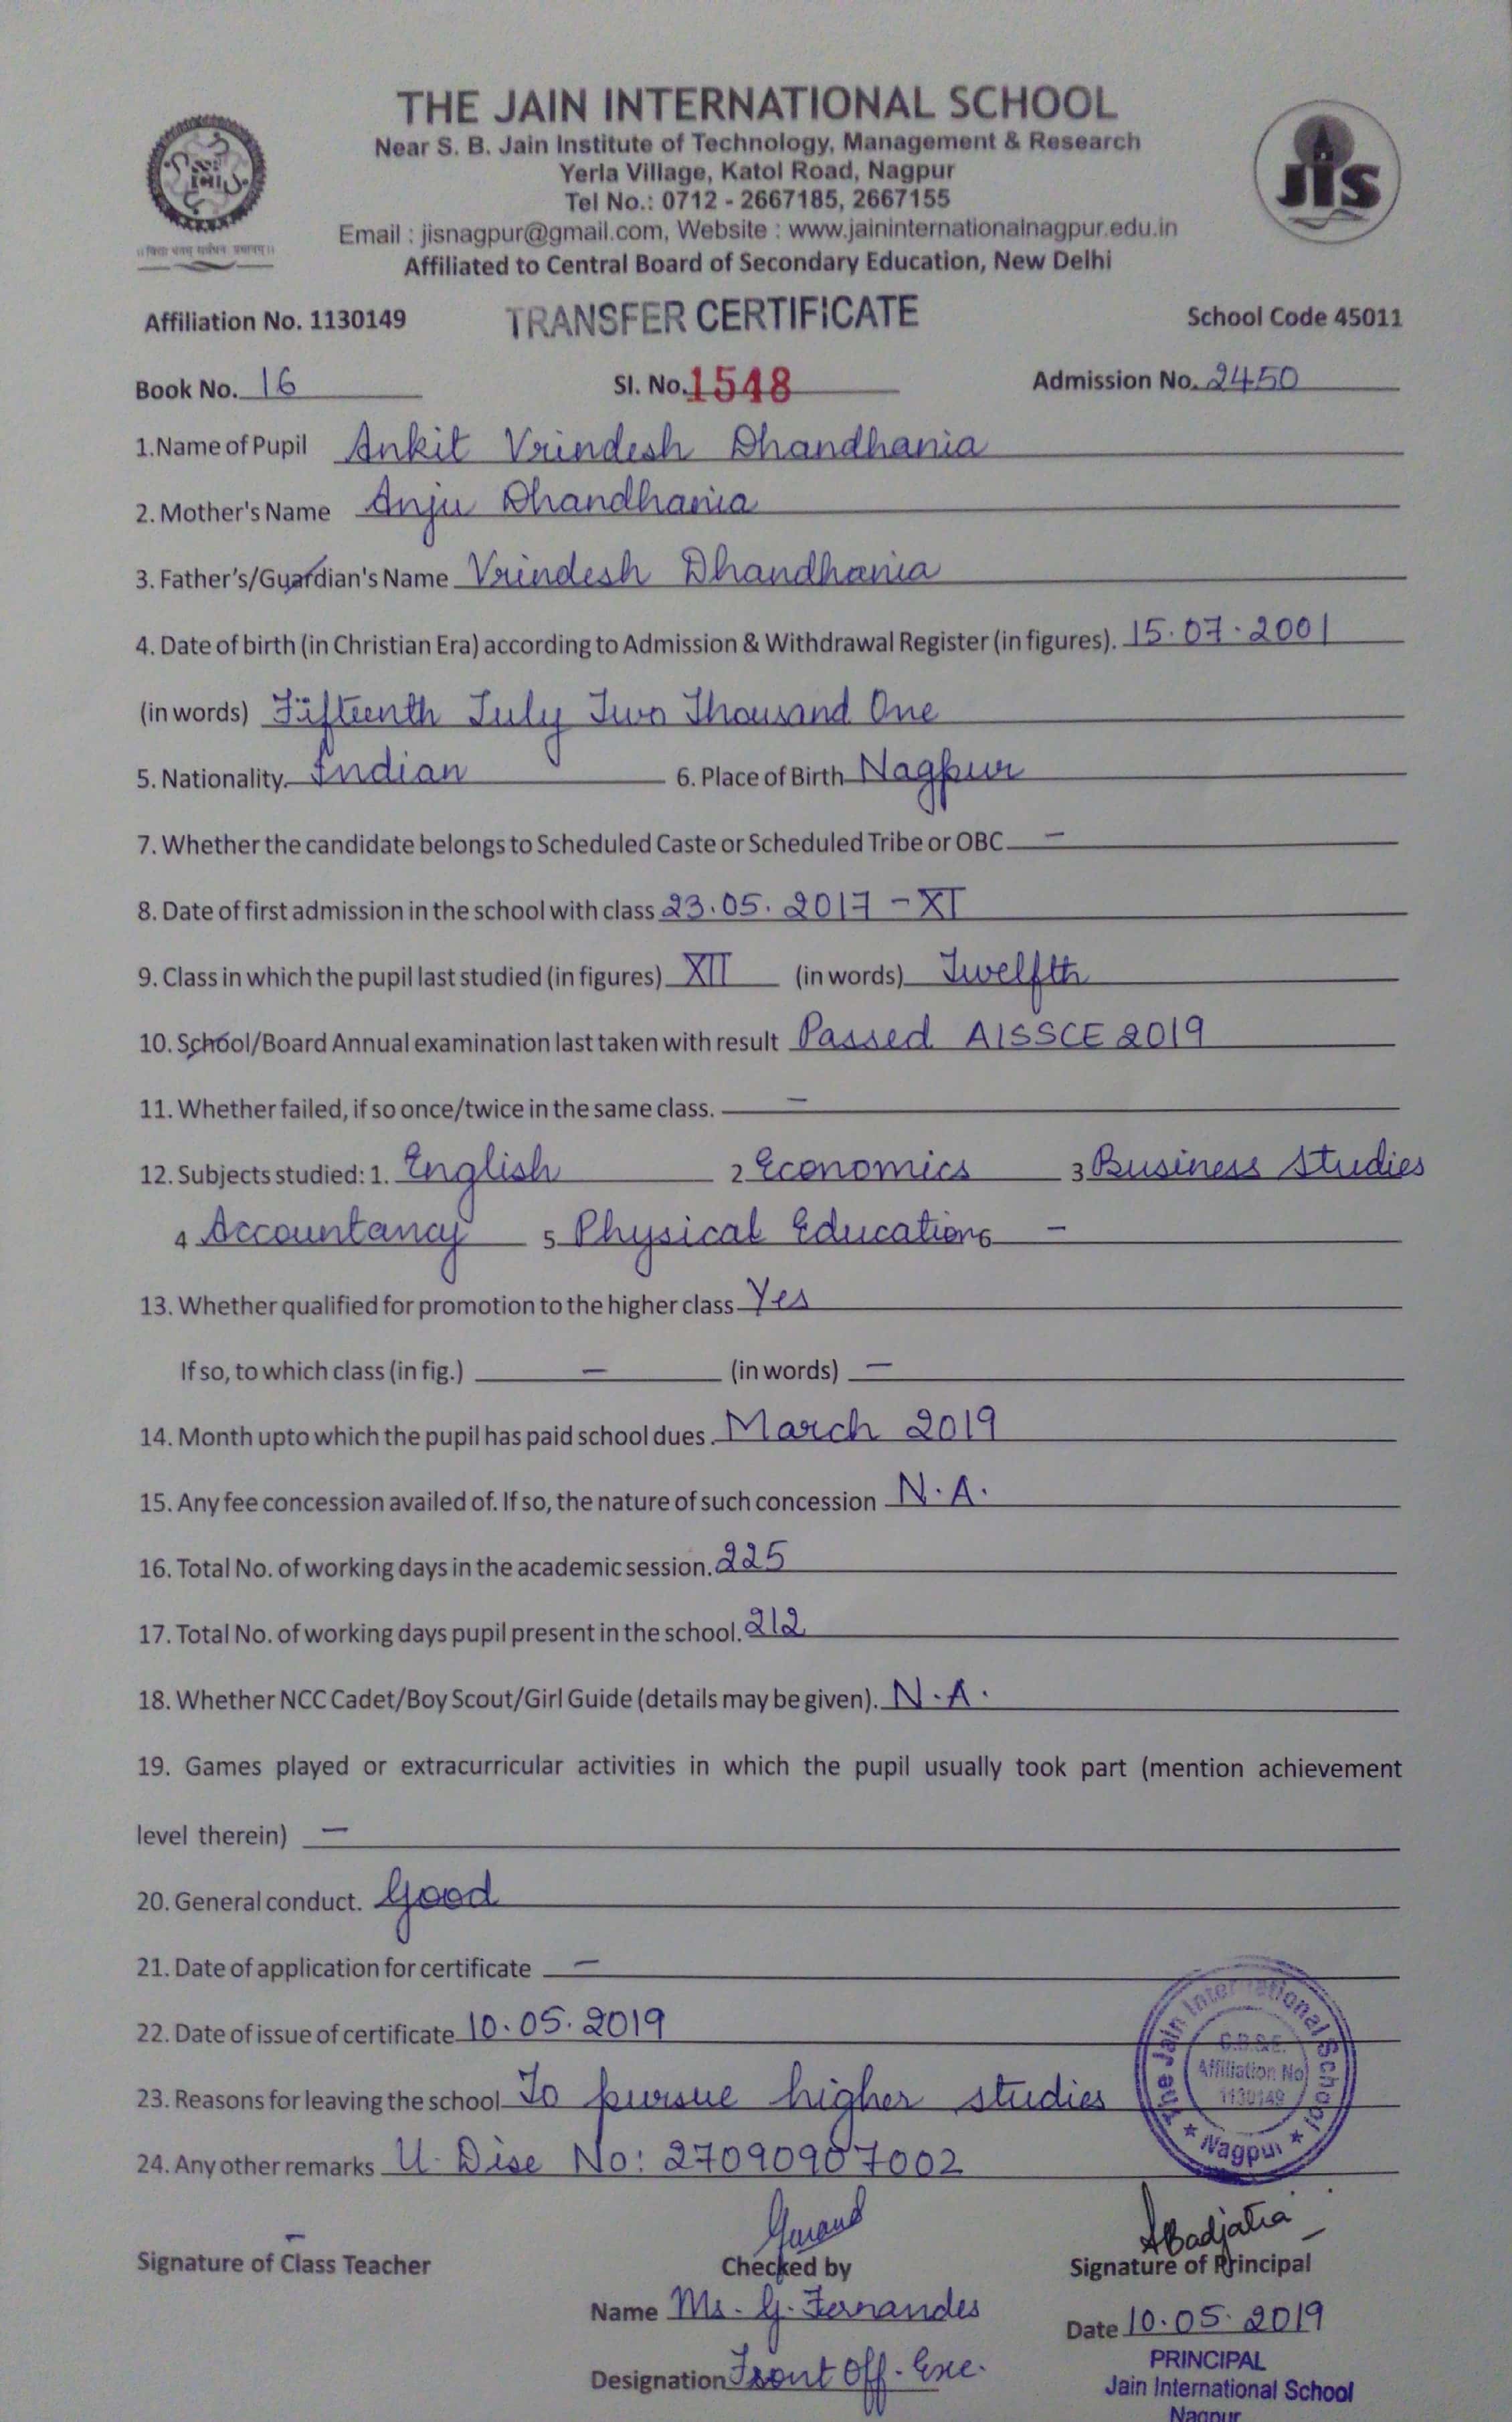 THE JAIN INTERNATIONAL SCHOOL
Near S. B. Jain Institute of Technology, Management & Research
Yerla Village, Katol Road, Nagpur
Tel No.: 0712 - 2667185, 2667155
Email : jisnagpur@gmail.com, Website : www.jaininternationalnagpur.edu.in
Affiliated to Central Board of Secondary Education, New Delhi
jis
Affiliation No. 1130149 TRANSFER CERTIFICATE School Code 45011
Book No. 16 Sl. No. 1548 Admission No. 2450
1.Name of Pupil Ankit Vrindesh Dhandhania
2. Mother's Name Anju Dhandhania
3. Father's/Guardian's Name Vrindesh Dhandhania
4. Date of birth (in Christian Era) according to Admission & Withdrawal Register (in figures). 15.07.2001
(in words) Fifteenth July Two Thousand One
5. Nationality. Indian 6. Place of Birth Nagpur
7. Whether the candidate belongs to Scheduled Caste or Scheduled Tribe or OBC. –
8. Date of first admission in the school with class 23.05.2017 – XI
9. Class in which the pupil last studied (in figures) XII (in words) Twelfth
10. School/Board Annual examination last taken with result Passed AISSCE 2019
11. Whether failed, if so once/twice in the same class. –
12. Subjects studied: 1. English 2 Economics 3 Business Studies
4 Accountancy 5 Physical Education 6 –
13. Whether qualified for promotion to the higher class Yes
If so, to which class (in fig.) – (in words) –
14. Month upto which the pupil has paid school dues. March 2019
15. Any fee concession availed of. If so, the nature of such concession N.A.
16. Total No. of working days in the academic session. 225
17. Total No. of working days pupil present in the school. 212
18. Whether NCC Cadet/Boy Scout/Girl Guide (details may be given). N.A.
19. Games played or extracurricular activities in which the pupil usually took part (mention achievement
level therein) –
20. General conduct. Good
21. Date of application for certificate –
22. Date of issue of certificate 10.05.2019
23. Reasons for leaving the school To pursue higher studies
24. Any other remarks U. Dise No: 27090907002
The Jain International School
C.B.S.E.
Affiliation No
1130149
★ Nagpur ★
ABadjatia
Signature of Class Teacher Checked by Signature of Principal
Name Ms. G. Fernandes
Date 10.05.2019
Designation Front Off. Exe.
PRINCIPAL
Jain International School
Nagpur